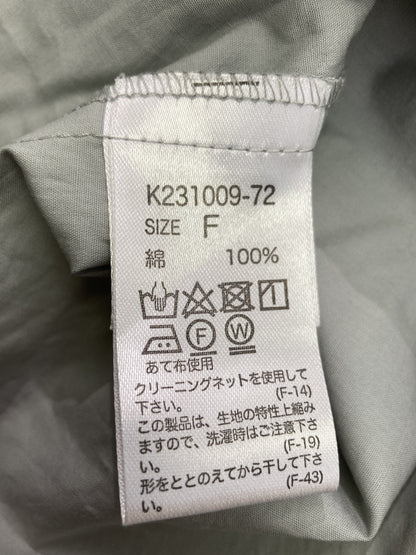 K231009-72
SIZE F
綿 100%
F W
あて布使用
クリーニングネットを使用して
下さい。 (F-14)
この製品は、生地の特性上縮み
ますので、洗濯時はご注意下さ
い。 (F-19)
形をととのえてから干して下さ
い。 (F-43)